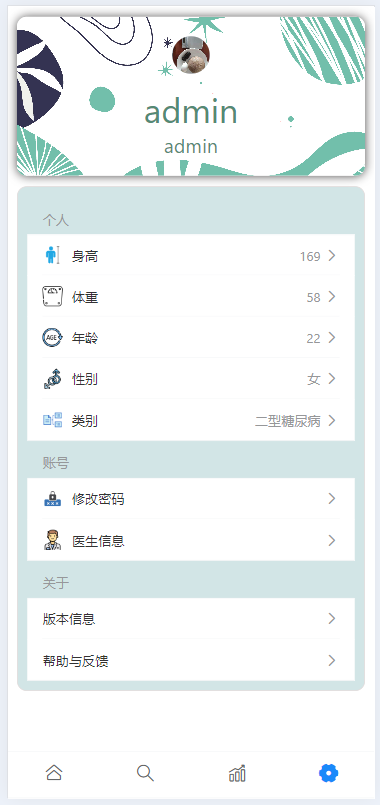 admin
admin
个人
身高 169
体重 58
AGE 年龄 22
性别 女
类别 二型糖尿病
账号
修改密码
医生信息
关于
版本信息
帮助与反馈